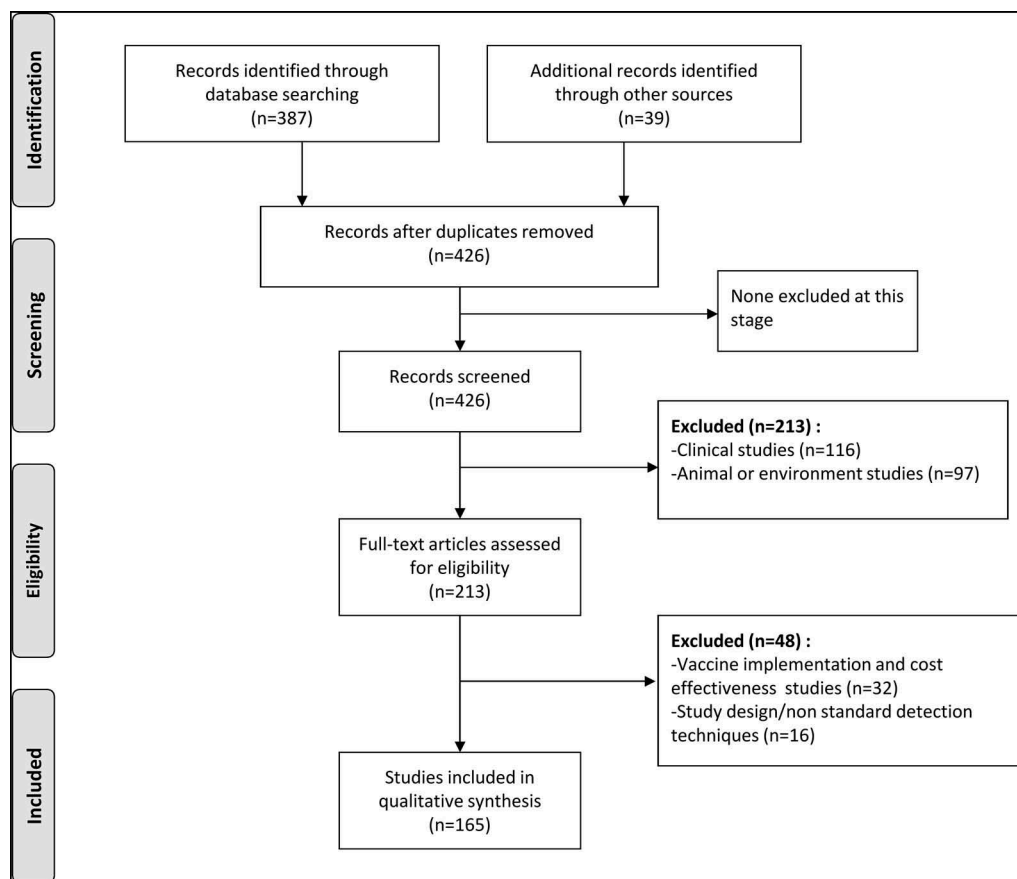 Identification
Records identified through
database searching
(n=387)
Additional records identified
through other sources
(n=39)
Records after duplicates removed
(n=426)
Screening
None excluded at this
stage
Records screened
(n=426)
Excluded (n=213) :
-Clinical studies (n=116)
-Animal or environment studies (n=97)
Eligibility
Full-text articles assessed
for eligibility
(n=213)
Excluded (n=48) :
-Vaccine implementation and cost
effectiveness studies (n=32)
-Study design/non standard detection
techniques (n=16)
Included
Studies included in
qualitative synthesis
(n=165)